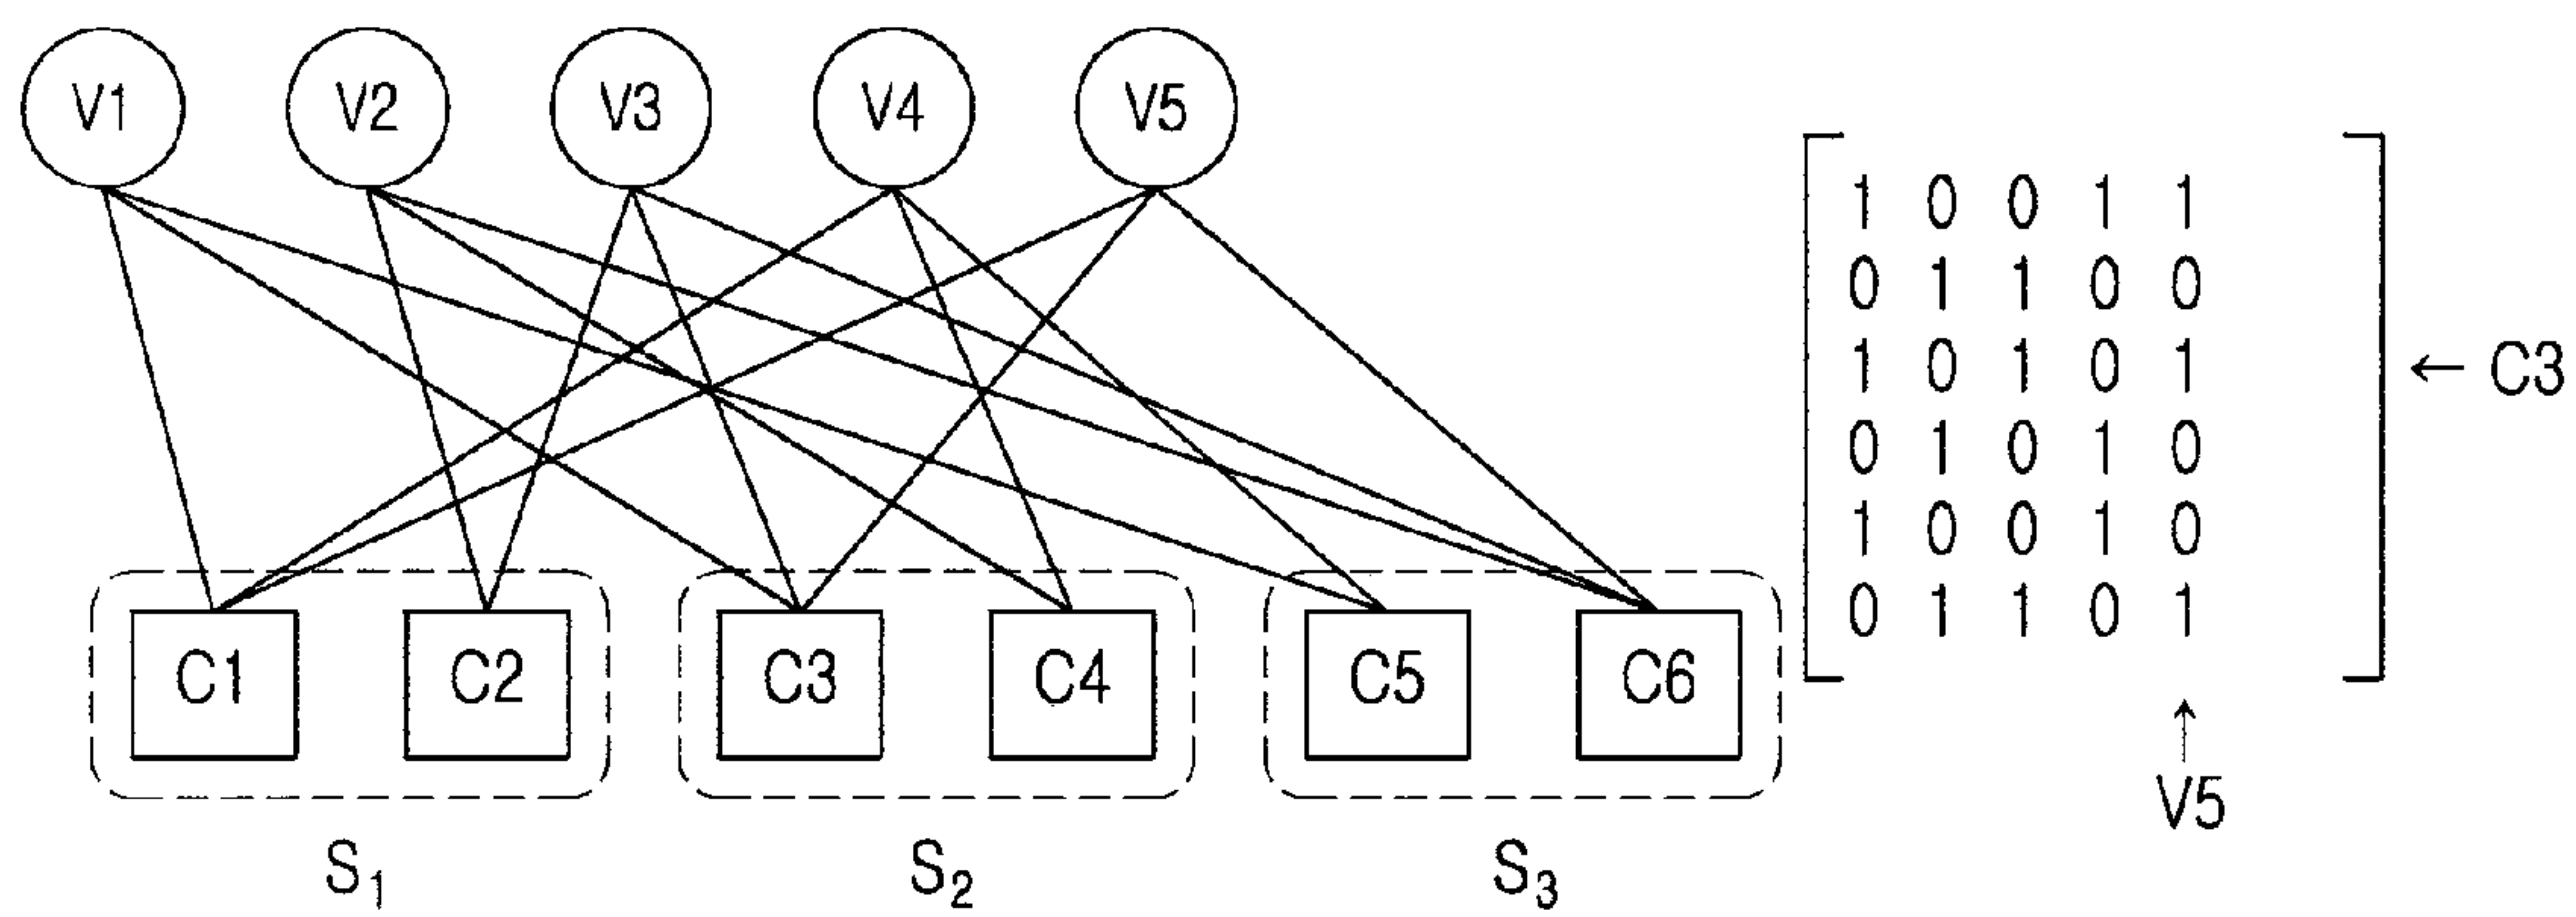 V1 V2 V3 V4 V5
1 0 0 1 1
0 1 1 0 0
1 0 1 0 1 ← C3
0 1 0 1 0
1 0 0 1 0
0 1 1 0 1
C1 C2 C3 C4 C5 C6
↑
V5
S1 S2 S3